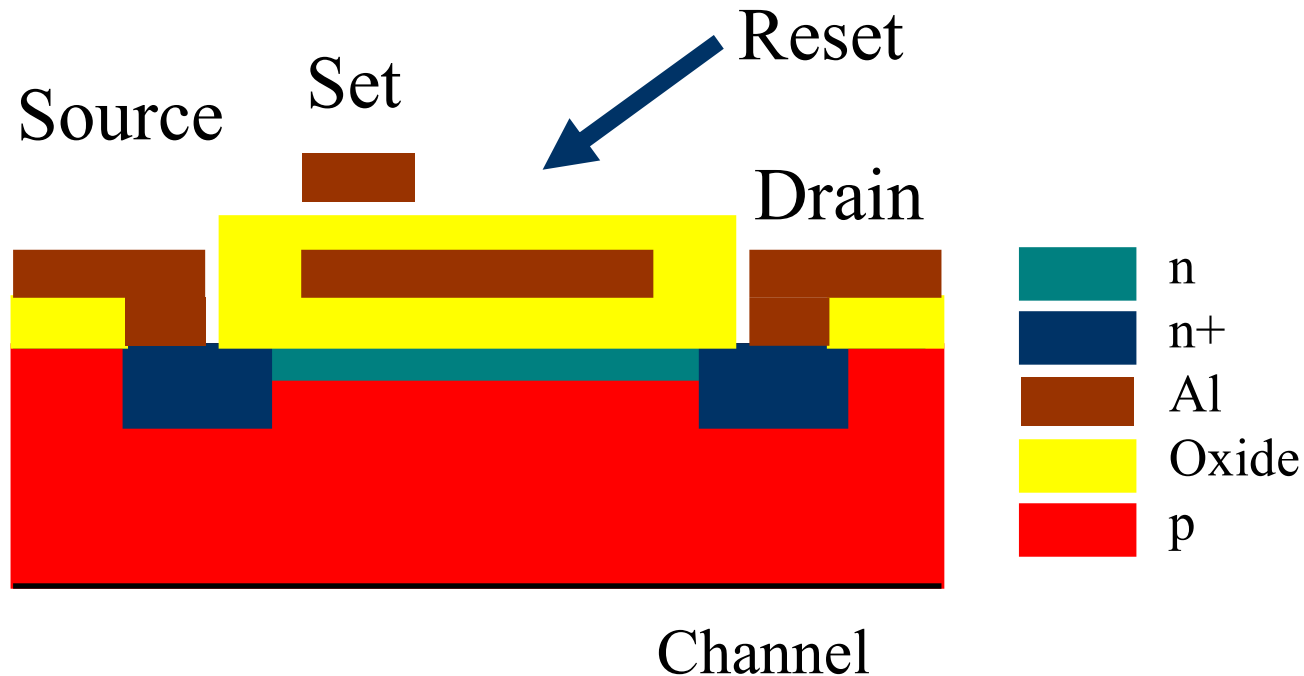 Reset
Set
Source
Drain
n
n+
Al
Oxide
p
Channel